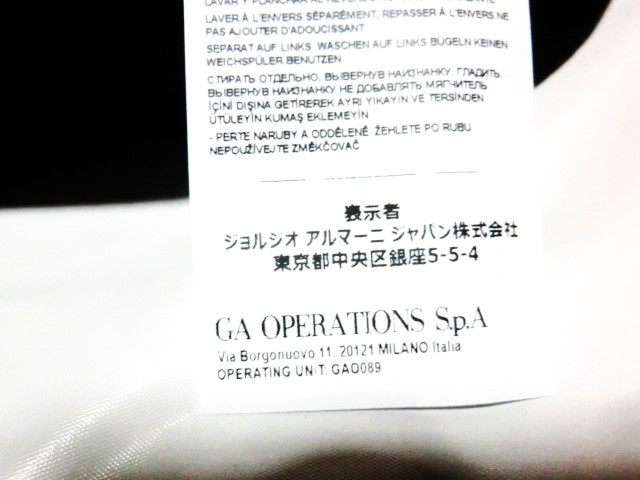 LAVAR Y PLANCHAR AL
LAVER À L'ENVERS SÉPARÉMENT, REPASSER À L'ENVERS NE
PAS AJOUTER D'ADOUCISSANT
SEPARAT AUF LINKS WASCHEN AUF LINKS BÜGELN KEINEN
WEICHSPÜLER BENUTZEN
СТИРАТЬ ОТДЕЛЬНО, ВЫВЕРНУВ НАИЗНАНКУ, ГЛАДИТЬ,
ВЫВЕРНУВ НАИЗНАНКУ НЕ ДОБАВЛЯТЬ МЯГЧИТЕЛЬ
İÇİNİ DIŞINA GETİREREK AYRI YIKAYIN VE TERSİNDEN
ÜTÜLEYİN KUMAŞ EKLEMEYİN
- PERTE NARUBY A ODDĚLENĚ. ŽEHLETE PO RUBU
NEPOUŽÍVEJTE ZMĚKČOVAČ
表示者
ジョルジオ アルマーニ ジャパン株式会社
東京都中央区銀座5-5-4
GA OPERATIONS S.p.A
Via Borgonuovo 11, 20121 MILANO Italia
OPERATING UNIT: GAO089